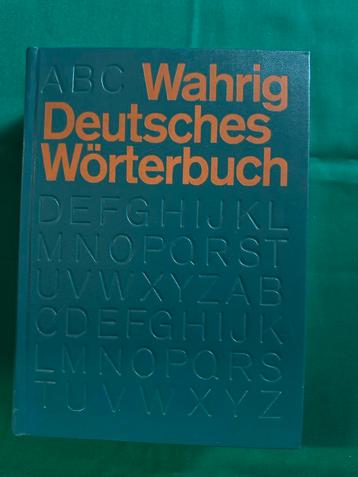 ABC Wahrig
Deutsches
Wörterbuch
DEFGHIJKL
MNOPQRST
UVWXYZAB
CDEFGHIJK
LMNOPQRS
TUVWXYZ